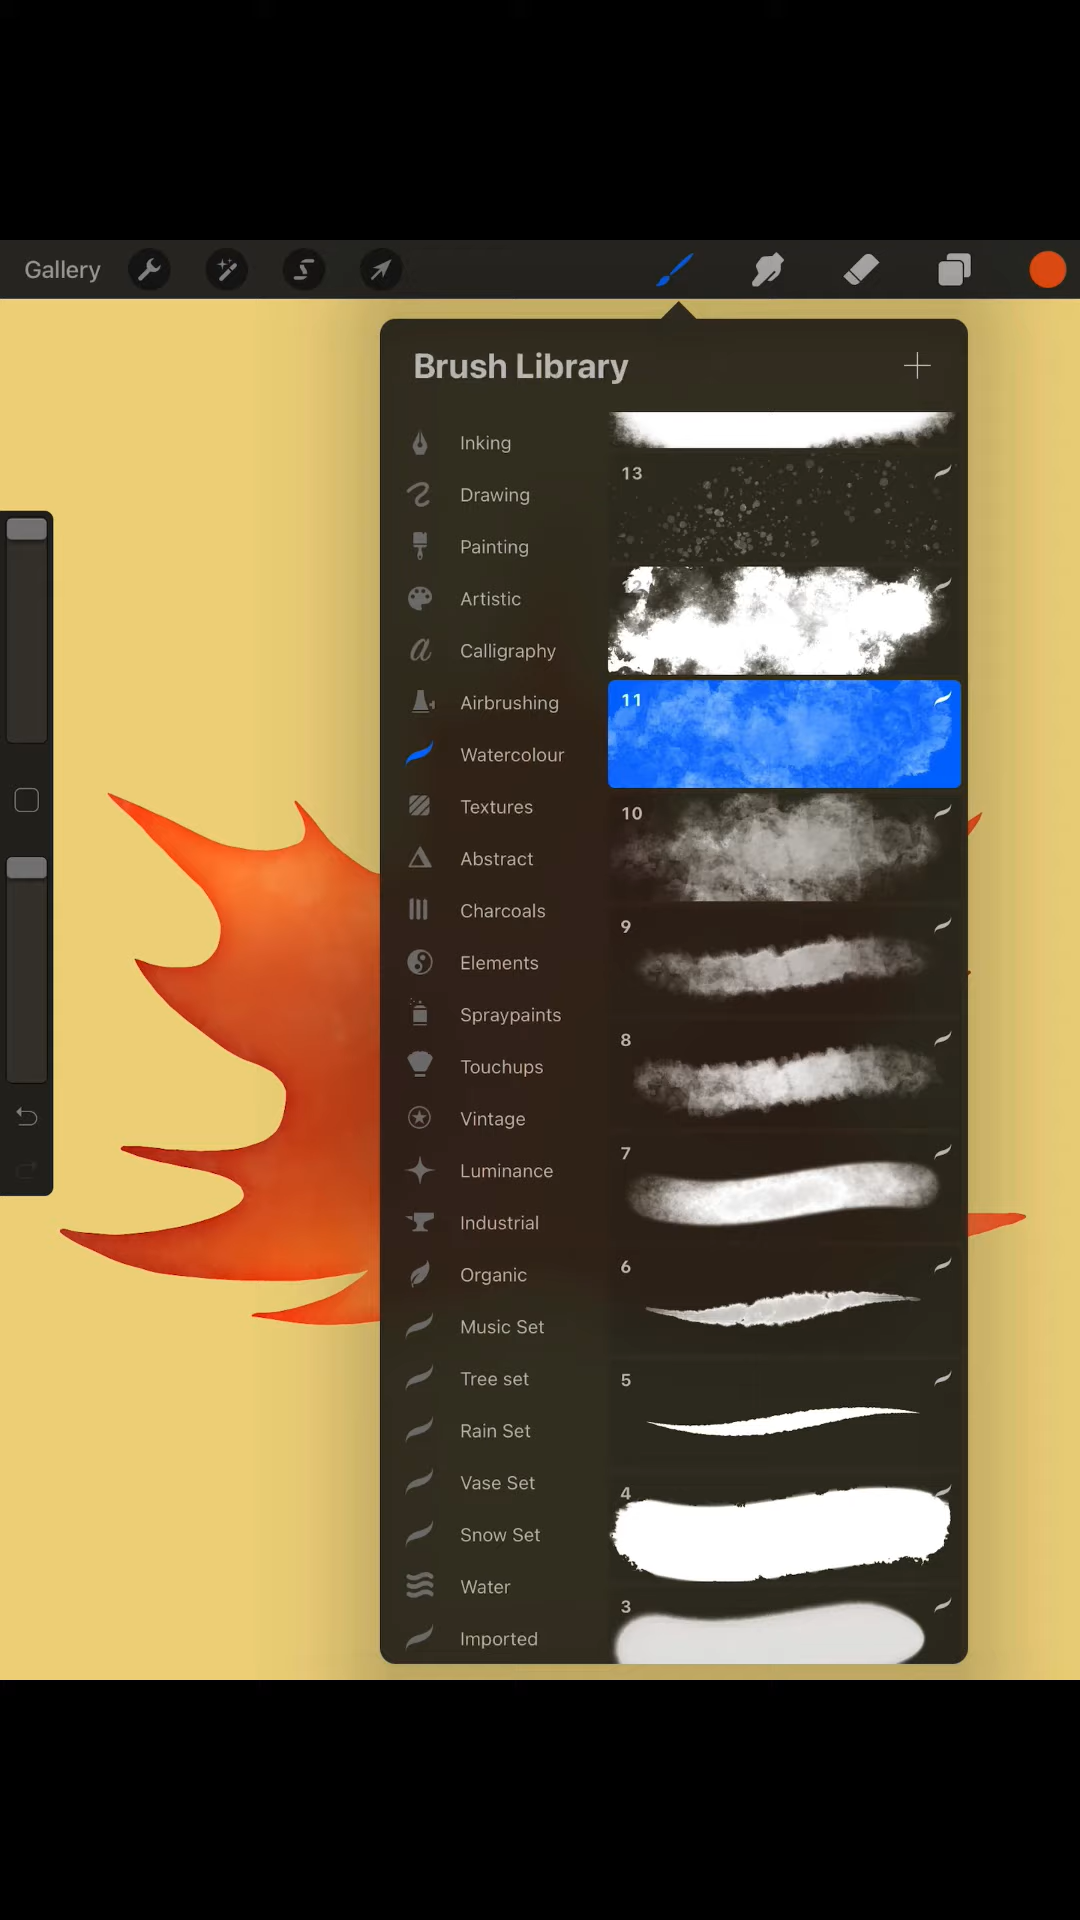 Gallery
Brush Library
Inking
Drawing
Painting
Artistic
Calligraphy
Airbrushing
Watercolour
Textures
Abstract
Charcoals
Elements
Spraypaints
Touchups
Vintage
Luminance
Industrial
Organic
Music Set
Tree set
Rain Set
Vase Set
Snow Set
Water
Imported
13
12
11
10
9
8
7
6
5
4
3